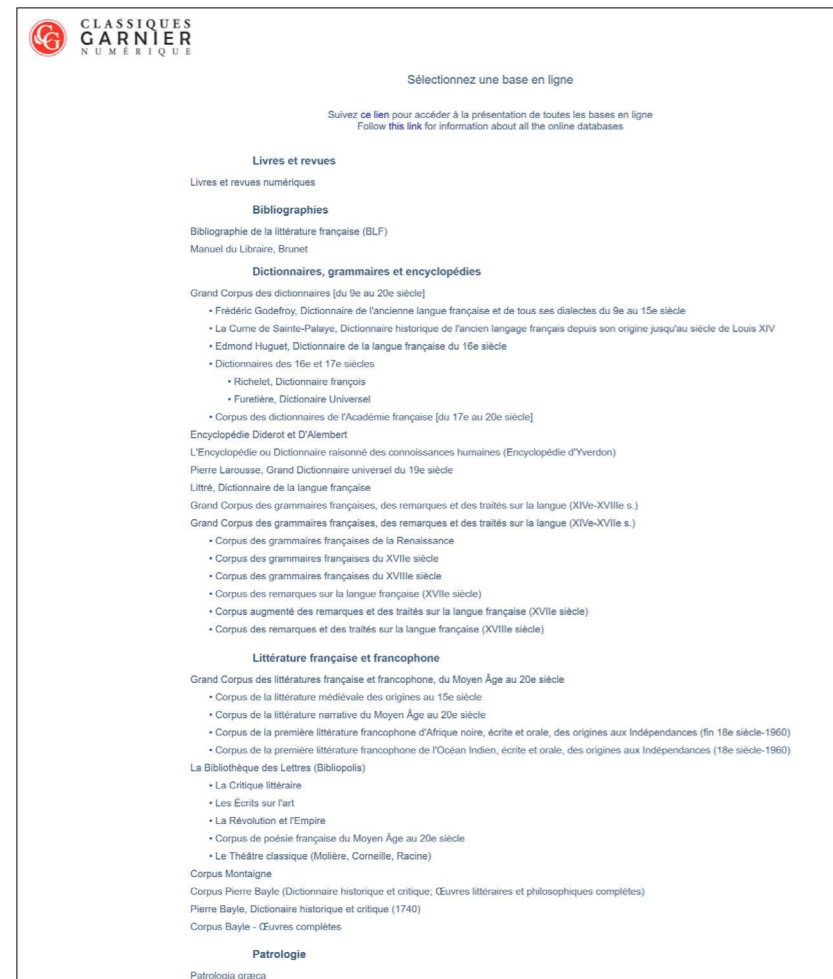 CLASSIQUES
GARNIER
NUMÉRIQUE
Sélectionnez une base en ligne
Suivez ce lien pour accéder à la présentation de toutes les bases en ligne
Follow this link for information about all the online databases
Livres et revues
Livres et revues numériques
Bibliographies
Bibliographie de la littérature française (BLF)
Manuel du Libraire, Brunet
Dictionnaires, grammaires et encyclopédies
Grand Corpus des dictionnaires [du 9e au 20e siècle]
• Frédéric Godefroy, Dictionnaire de l'ancienne langue française et de tous ses dialectes du 9e au 15e siècle
• La Curne de Sainte-Palaye, Dictionnaire historique de l'ancien langage français depuis son origine jusqu'au siècle de Louis XIV
• Edmond Huguet, Dictionnaire de la langue française du 16e siècle
• Dictionnaires des 16e et 17e siècles
• Richelet, Dictionnaire françois
• Furetière, Dictionaire Universel
• Corpus des dictionnaires de l'Académie française [du 17e au 20e siècle]
Encyclopédie Diderot et D'Alembert
L'Encyclopédie ou Dictionnaire raisonné des connoissances humaines (Encyclopédie d'Yverdon)
Pierre Larousse, Grand Dictionnaire universel du 19e siècle
Littré, Dictionnaire de la langue française
Grand Corpus des grammaires françaises, des remarques et des traités sur la langue (XIVe-XVIIIe s.)
Grand Corpus des grammaires françaises, des remarques et des traités sur la langue (XIVe-XVIIe s.)
• Corpus des grammaires françaises de la Renaissance
• Corpus des grammaires françaises du XVIIe siècle
• Corpus des grammaires françaises du XVIIIe siècle
• Corpus des remarques sur la langue française (XVIIe siècle)
• Corpus augmenté des remarques et des traités sur la langue française (XVIIe siècle)
• Corpus des remarques et des traités sur la langue française (XVIIIe siècle)
Littérature française et francophone
Grand Corpus des littératures française et francophone, du Moyen Âge au 20e siècle
• Corpus de la littérature médiévale des origines au 15e siècle
• Corpus de la littérature narrative du Moyen Âge au 20e siècle
• Corpus de la première littérature francophone d'Afrique noire, écrite et orale, des origines aux Indépendances (fin 18e siècle-1960)
• Corpus de la première littérature francophone de l'Océan Indien, écrite et orale, des origines aux Indépendances (18e siècle-1960)
La Bibliothèque des Lettres (Bibliopolis)
• La Critique littéraire
• Les Écrits sur l'art
• La Révolution et l'Empire
• Corpus de poésie française du Moyen Âge au 20e siècle
• Le Théâtre classique (Molière, Corneille, Racine)
Corpus Montaigne
Corpus Pierre Bayle (Dictionnaire historique et critique; Œuvres littéraires et philosophiques complètes)
Pierre Bayle, Dictionaire historique et critique (1740)
Corpus Bayle - Œuvres complètes
Patrologie
Patrologia græca